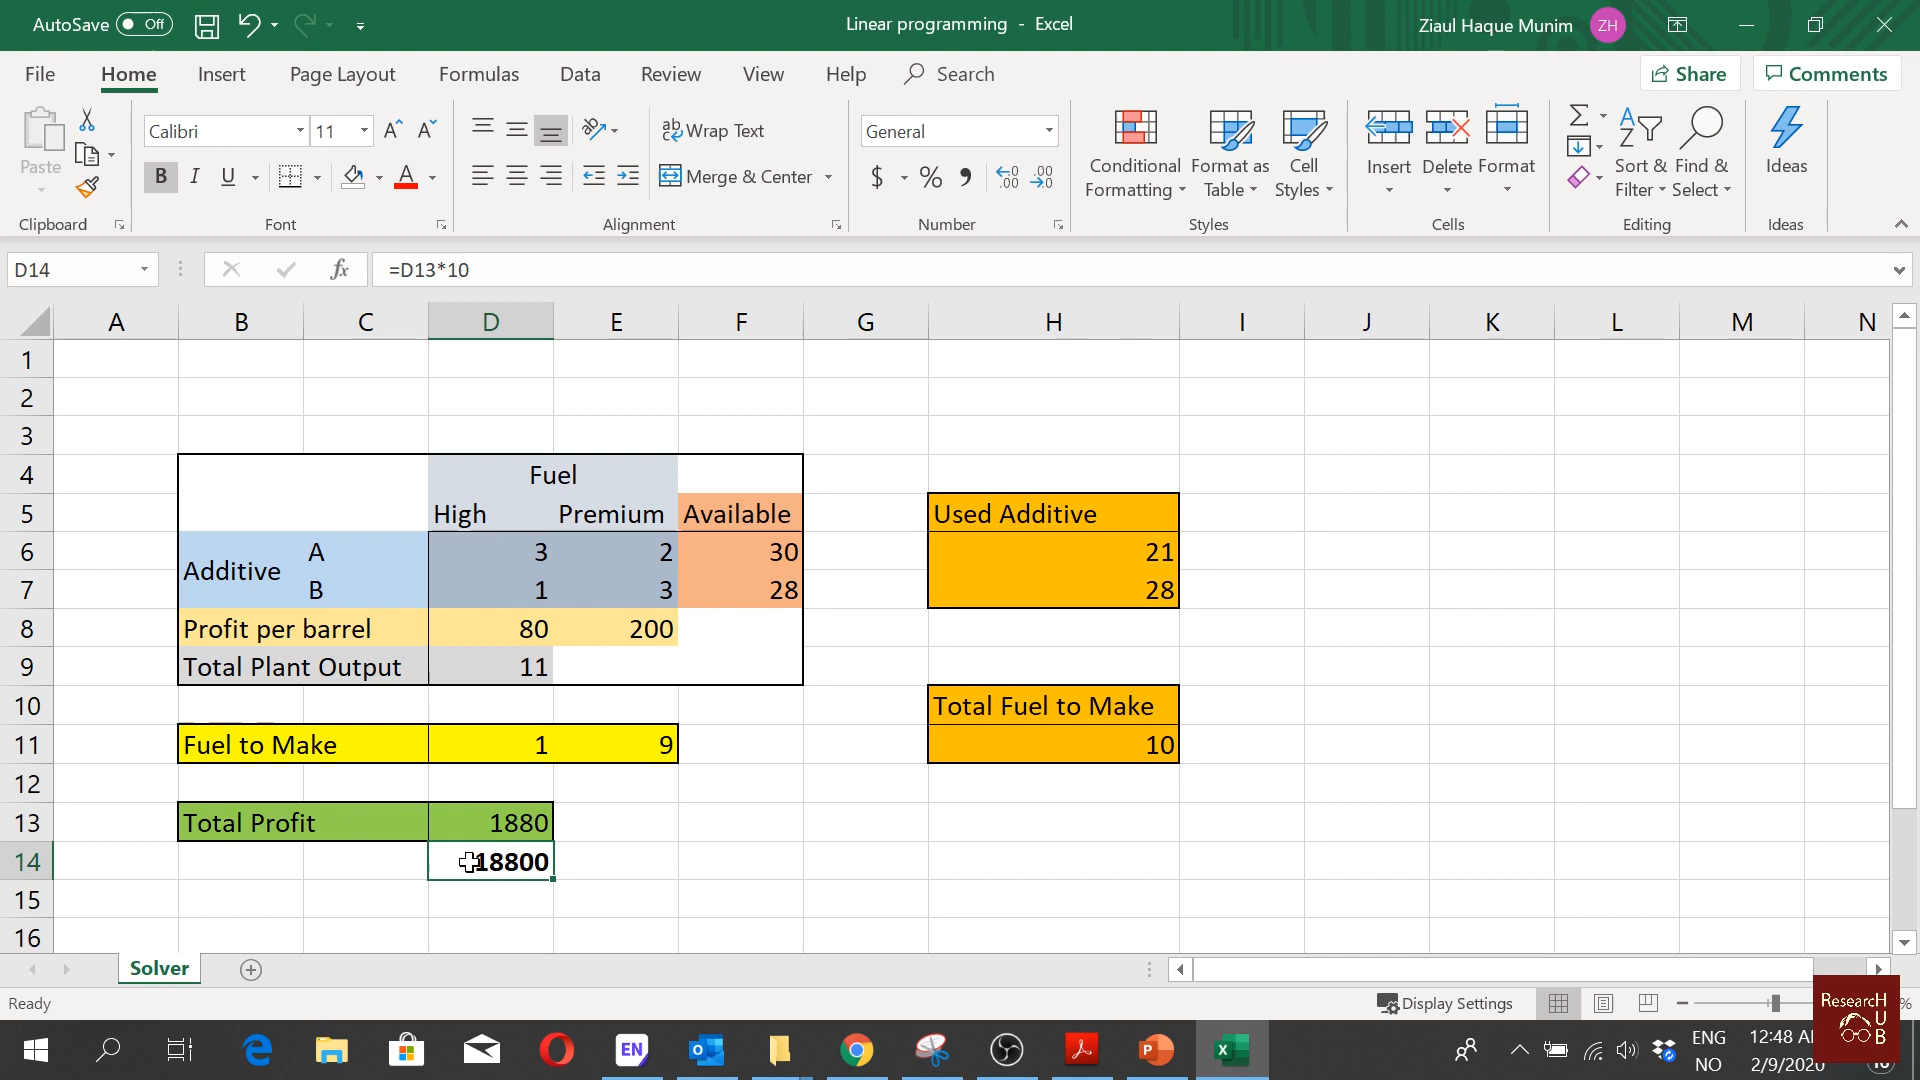 AutoSave Off
Linear programming - Excel
Ziaul Haque Munim ZH
File Home Insert Page Layout Formulas Data Review View Help Search Share Comments
Paste
Calibri 11 A A
ab Wrap Text
General
Conditional Formatting
Format as Table
Cell Styles
Insert Delete Format
Sort & Filter
Find & Select
Ideas
B I U A
Merge & Center
$ % 9 .00 .00
Clipboard Font Alignment Number Styles Cells Editing Ideas
D14 fx =D13*10
A B C D E F G H I J K L M N
1
2
3
4 Fuel
5 High Premium Available Used Additive
6 A 3 2 30 21
Additive
7 B 1 3 28 28
8 Profit per barrel 80 200
9 Total Plant Output 11
10 Total Fuel to Make
11 Fuel to Make 1 9 10
12
13 Total Profit 1880
14 18800
15
16
Solver
Ready Display Settings %
ResearcH
U
B
EN
P
X
ENG
NO
12:48 AM
2/9/2020